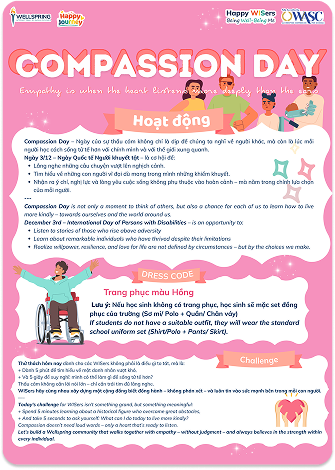 WELLSPRING
Happy Journey
Happy WiSers
Being Well-Being Me
WASC
COMPASSION DAY
Empathy is when the heart listens more deeply than the ears
Hoạt động
Compassion Day – Ngày của sự thấu cảm không chỉ là dịp để chúng ta nghĩ về người khác, mà còn là lúc mỗi
người học cách sống tử tế hơn với chính mình và với thế giới xung quanh.
Ngày 3/12 – Ngày Quốc tế Người khuyết tật – là cơ hội để:
• Lắng nghe những câu chuyện vượt lên nghịch cảnh.
• Tìm hiểu về những con người vĩ đại đã mang trong mình những khiếm khuyết.
• Nhận ra ý chí, nghị lực và lòng yêu cuộc sống không phụ thuộc vào hoàn cảnh – mà nằm trong chính lựa chọn
của mỗi người.
----
Compassion Day is not only a moment to think of others, but also a chance for each of us to learn how to live
more kindly – towards ourselves and the world around us.
December 3rd – International Day of Persons with Disabilities – is an opportunity to:
• Listen to stories of those who rise above adversity
• Learn about remarkable individuals who have thrived despite their limitations
• Realize willpower, resilience, and love for life are not defined by circumstances – but by the choices we make.
DRESS CODE
Trang phục màu Hồng
Lưu ý: Nếu học sinh không có trang phục, học sinh sẽ mặc set đồng
phục của trường (Sơ mi/ Polo + Quần/ Chân váy)
If students do not have a suitable outfit, they will wear the standard
school uniform set (Shirt/Polo + Pants/ Skirt).
Challenge
Thử thách hôm nay dành cho các WiSers không phải là điều gì to tát, mà là:
• Dành 5 phút để tìm hiểu về một danh nhân vượt khó.
• Và 5 giây để suy nghĩ: mình có thể làm gì để sống tử tế hơn?
Thấu cảm không cần lời nói lớn – chỉ cần trái tim đủ lắng nghe.
WiSers hãy cùng nhau xây dựng một cộng đồng biết đồng hành – không phán xét – và luôn tin vào sức mạnh bên trong mỗi con người.
----
Today's challenge for WiSers isn't something grand, but something meaningful:
• Spend 5 minutes learning about a historical figure who overcame great obstacles.
• And take 5 seconds to ask yourself: What can I do today to live more kindly?
Compassion doesn't need loud words – only a heart that's ready to listen.
Let's build a Wellspring community that walks together with empathy – without judgment – and always believes in the strength within
every individual.